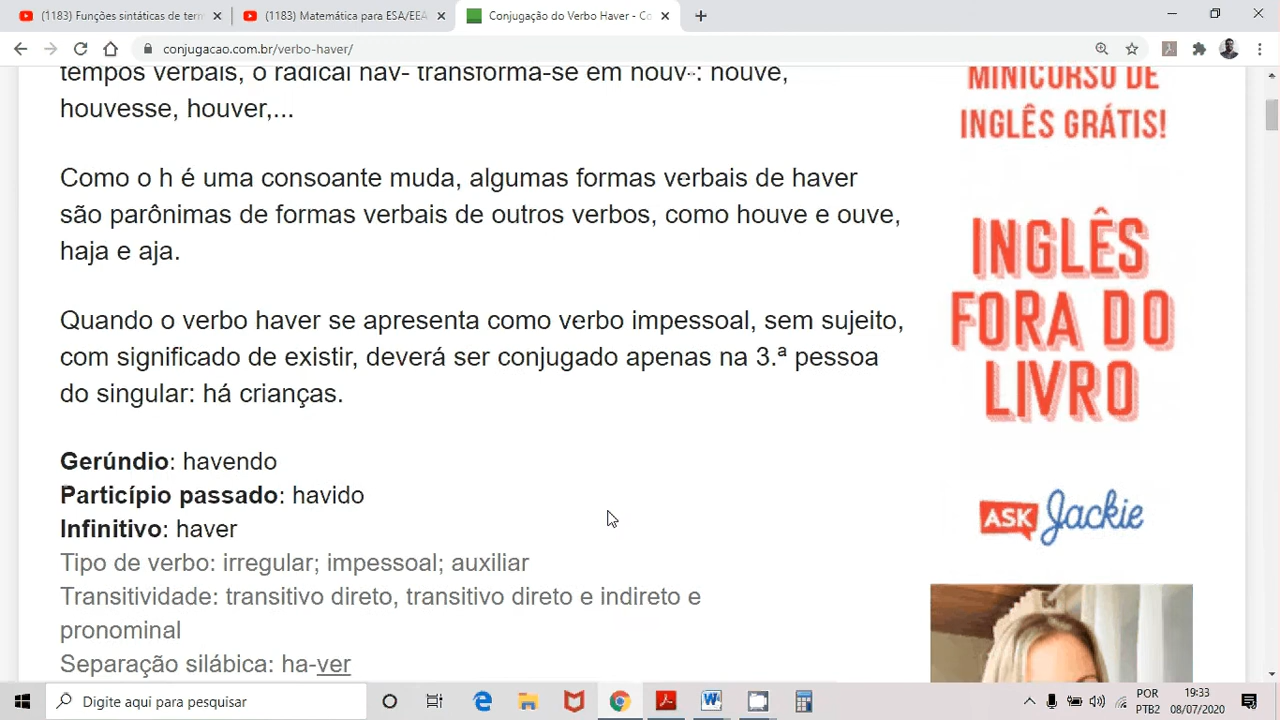 (1183) Funções sintáticas de term
(1183) Matemática para ESA/EEA
Conjugação do Verbo Haver - Co
conjugacao.com.br/verbo-haver/
tempos verbais, o radical hav- transforma-se em houv-: houve,
houvesse, houver,...
Como o h é uma consoante muda, algumas formas verbais de haver
são parônimas de formas verbais de outros verbos, como houve e ouve,
haja e aja.
Quando o verbo haver se apresenta como verbo impessoal, sem sujeito,
com significado de existir, deverá ser conjugado apenas na 3.ª pessoa
do singular: há crianças.
Gerúndio: havendo
Particípio passado: havido
Infinitivo: haver
Tipo de verbo: irregular; impessoal; auxiliar
Transitividade: transitivo direto, transitivo direto e indireto e
pronominal
Separação silábica: ha-ver
MINICURSO DE
INGLÊS GRÁTIS!
INGLÊS
FORA DO
LIVRO
ASK Jackie
Digite aqui para pesquisar
POR
PTB2
19:33
08/07/2020